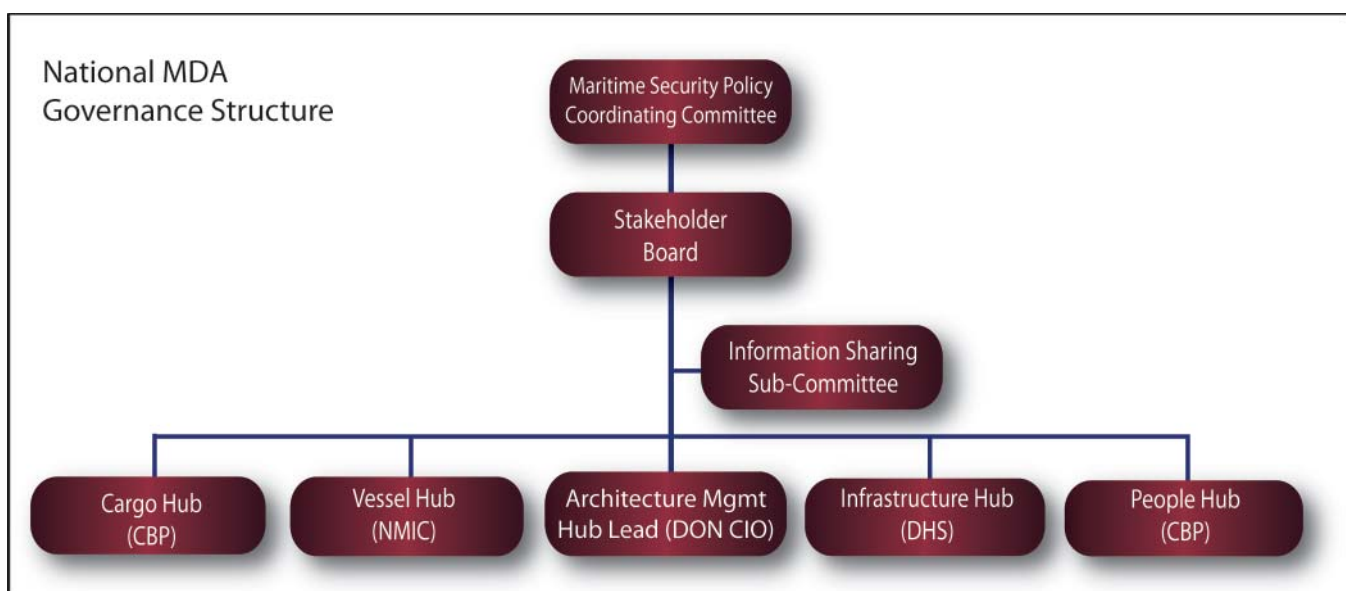 National MDA
Governance Structure
Maritime Security Policy
Coordinating Committee
Stakeholder
Board
Information Sharing
Sub-Committee
Cargo Hub
(CBP)
Vessel Hub
(NMIC)
Architecture Mgmt
Hub Lead (DON CIO)
Infrastructure Hub
(DHS)
People Hub
(CBP)